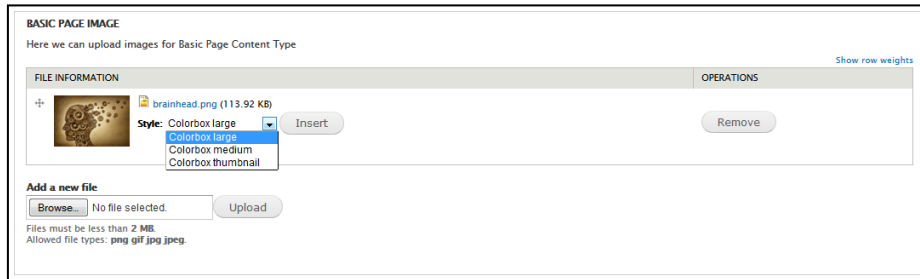 BASIC PAGE IMAGE
Here we can upload images for Basic Page Content Type
Show row weights
FILE INFORMATION OPERATIONS
brainhead.png (113.92 KB)
Style: Colorbox large Insert Remove
Colorbox large
Colorbox medium
Colorbox thumbnail
Add a new file
Browse... No file selected. Upload
Files must be less than 2 MB.
Allowed file types: png gif jpg jpeg.